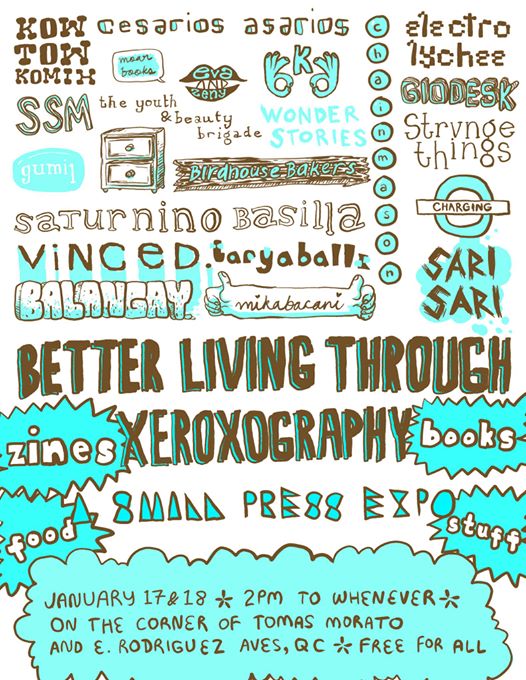 KOW
TOW
KOMIX
cesarios asarios
moar
books
eva
AND
zeny
K
chainmason
electro
lychee
GIODESK
SSM
the youth
& beauty
brigade
WONDER
STORIES
Strvnge
things
gumil
Birdhouse Bakers
CHARGING
saturnino Basilla
VINCED.
taryaball
SARI
SARI
BALANGAY
mikabacani
BETTER LIVING THROUGH
XEROXOGRAPHY
zines
books
A SMALL PRESS EXPO
food
stuff
JANUARY 17 & 18 * 2PM TO WHENEVER *
ON THE CORNER OF TOMAS MORATO
AND E. RODRIGUEZ AVES, QC * FREE FOR ALL